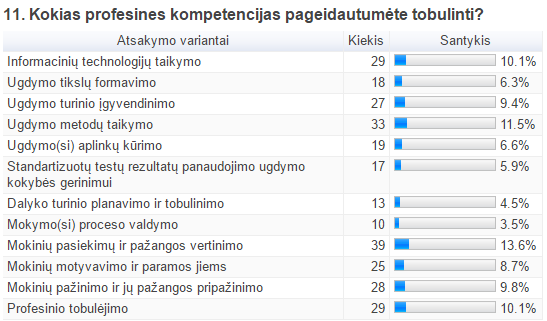 11. Kokias profesines kompetencijas pageidautumėte tobulinti?
Atsakymo variantai Kiekis Santykis
Informacinių technologijų taikymo 29 10.1%
Ugdymo tikslų formavimo 18 6.3%
Ugdymo turinio įgyvendinimo 27 9.4%
Ugdymo metodų taikymo 33 11.5%
Ugdymo(si) aplinkų kūrimo 19 6.6%
Standartizuotų testų rezultatų panaudojimo ugdymo 17 5.9%
kokybės gerinimui
Dalyko turinio planavimo ir tobulinimo 13 4.5%
Mokymo(si) proceso valdymo 10 3.5%
Mokinių pasiekimų ir pažangos vertinimo 39 13.6%
Mokinių motyvavimo ir paramos jiems 25 8.7%
Mokinių pažinimo ir jų pažangos pripažinimo 28 9.8%
Profesinio tobulėjimo 29 10.1%